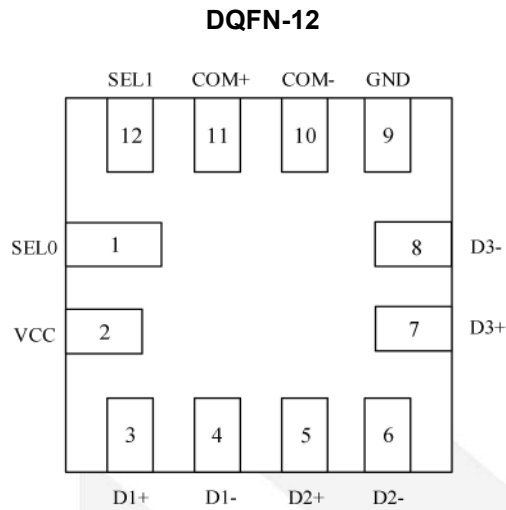 DQFN-12
SEL1 COM+ COM- GND
12 11 10 9
SEL0 1 8 D3-
VCC 2 7 D3+
3 4 5 6
D1+ D1- D2+ D2-